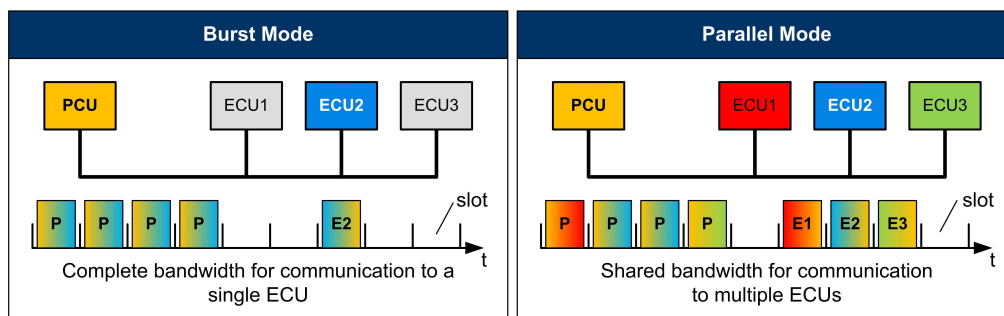 Burst Mode
PCU
ECU1
ECU2
ECU3
P
P
P
P
E2
slot
t
Complete bandwidth for communication to a
single ECU
Parallel Mode
PCU
ECU1
ECU2
ECU3
P
P
P
P
E1
E2
E3
slot
t
Shared bandwidth for communication
to multiple ECUs